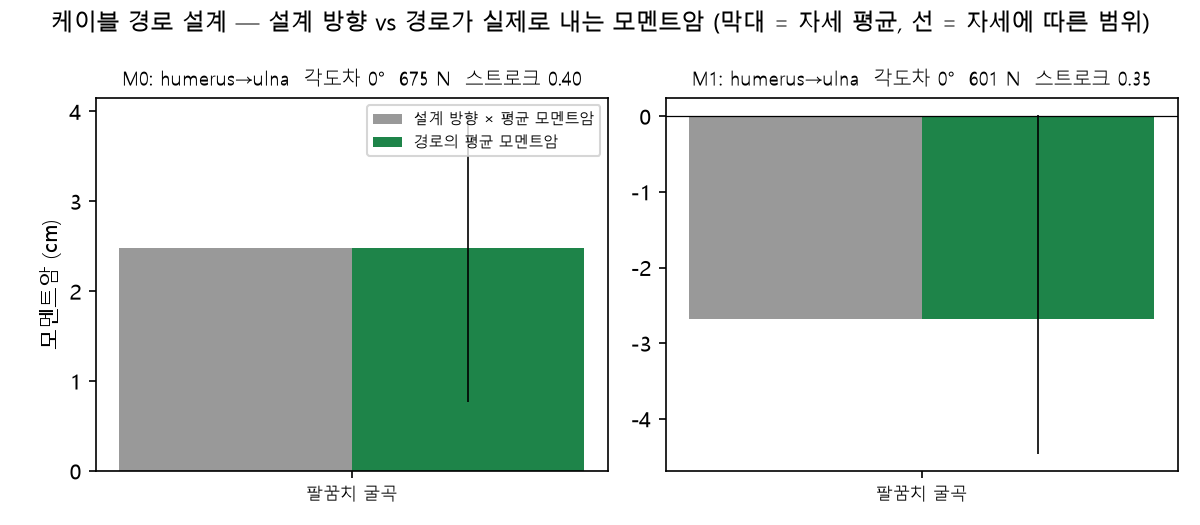 케이블 경로 설계 — 설계 방향 vs 경로가 실제로 내는 모멘트암 (막대 = 자세 평균, 선 = 자세에 따른 범위)
M0: humerus→ulna 각도차 0° 675 N 스트로크 0.40
모멘트암 (cm)
4
3
2
1
0
설계 방향 × 평균 모멘트암
경로의 평균 모멘트암
팔꿈치 굴곡
M1: humerus→ulna 각도차 0° 601 N 스트로크 0.35
0
-1
-2
-3
-4
팔꿈치 굴곡